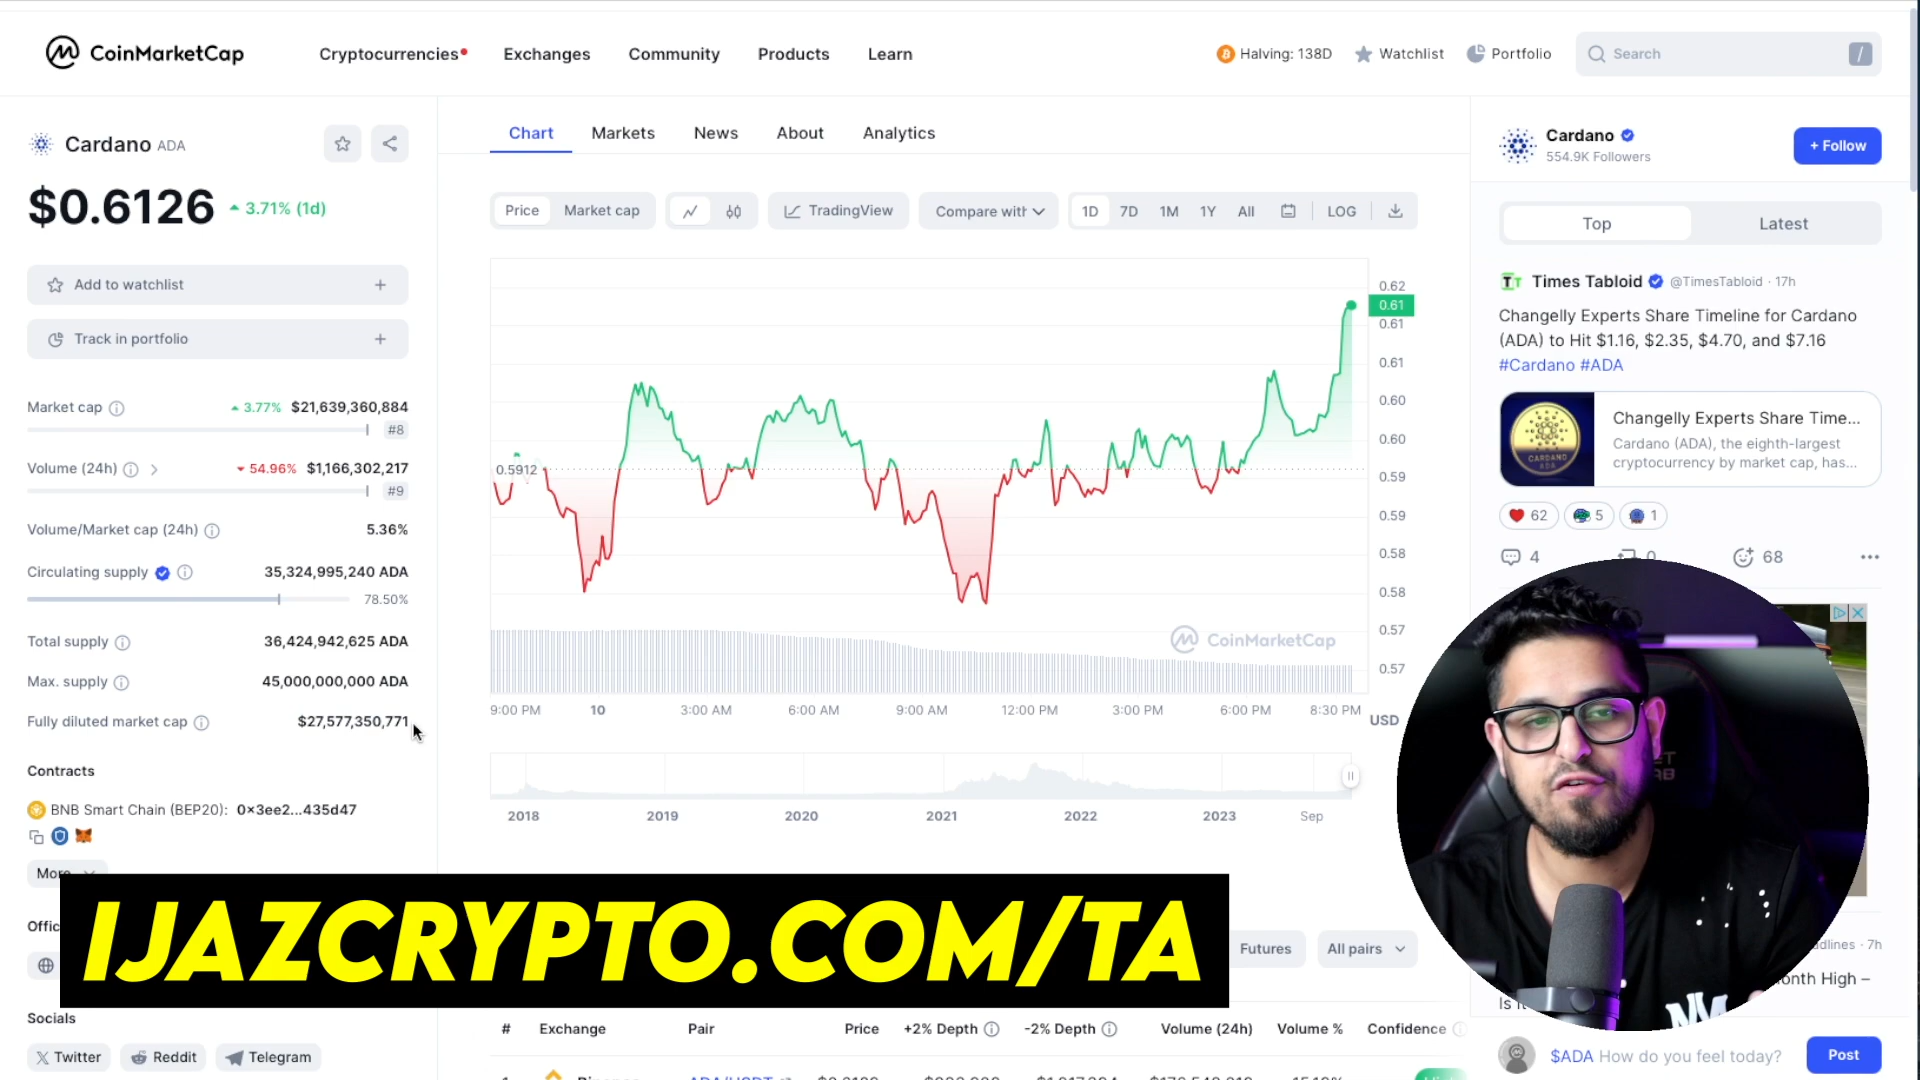 CoinMarketCap
Cryptocurrencies Exchanges Community Products Learn
Halving: 138D Watchlist Portfolio Search /
Cardano ADA
$0.6126 3.71% (1d)
Add to watchlist +
Track in portfolio +
Market cap 3.77% $21,639,360,884
#8
Volume (24h) 54.96% $1,166,302,217
#9
Volume/Market cap (24h) 5.36%
Circulating supply 35,324,995,240 ADA
78.50%
Total supply 36,424,942,625 ADA
Max. supply 45,000,000,000 ADA
Fully diluted market cap $27,577,350,771
Contracts
BNB Smart Chain (BEP20): 0x3ee2...435d47
More
Socials
Twitter Reddit Telegram
Chart Markets News About Analytics
Price Market cap TradingView Compare with 1D 7D 1M 1Y All LOG
0.62
0.61
0.61
0.61
0.60
0.60
0.5912
0.59
0.59
0.58
0.58
0.57
0.57
CoinMarketCap
9:00 PM 10 3:00 AM 6:00 AM 9:00 AM 12:00 PM 3:00 PM 6:00 PM 8:30 PM USD
2018 2019 2020 2021 2022 2023 Sep
IJAZCRYPTO.COM/TA
Futures All pairs
# Exchange Pair Price +2% Depth -2% Depth Volume (24h) Volume % Confidence
Cardano
554.9K Followers
+ Follow
Top Latest
Times Tabloid @TimesTabloid · 17h
Changelly Experts Share Timeline for Cardano
(ADA) to Hit $1.16, $2.35, $4.70, and $7.16
#Cardano #ADA
Changelly Experts Share Time...
Cardano (ADA), the eighth-largest
cryptocurrency by market cap, has...
CARDANO
62 5 1
4 0 68
· 7h
High –
$ADA How do you feel today? Post